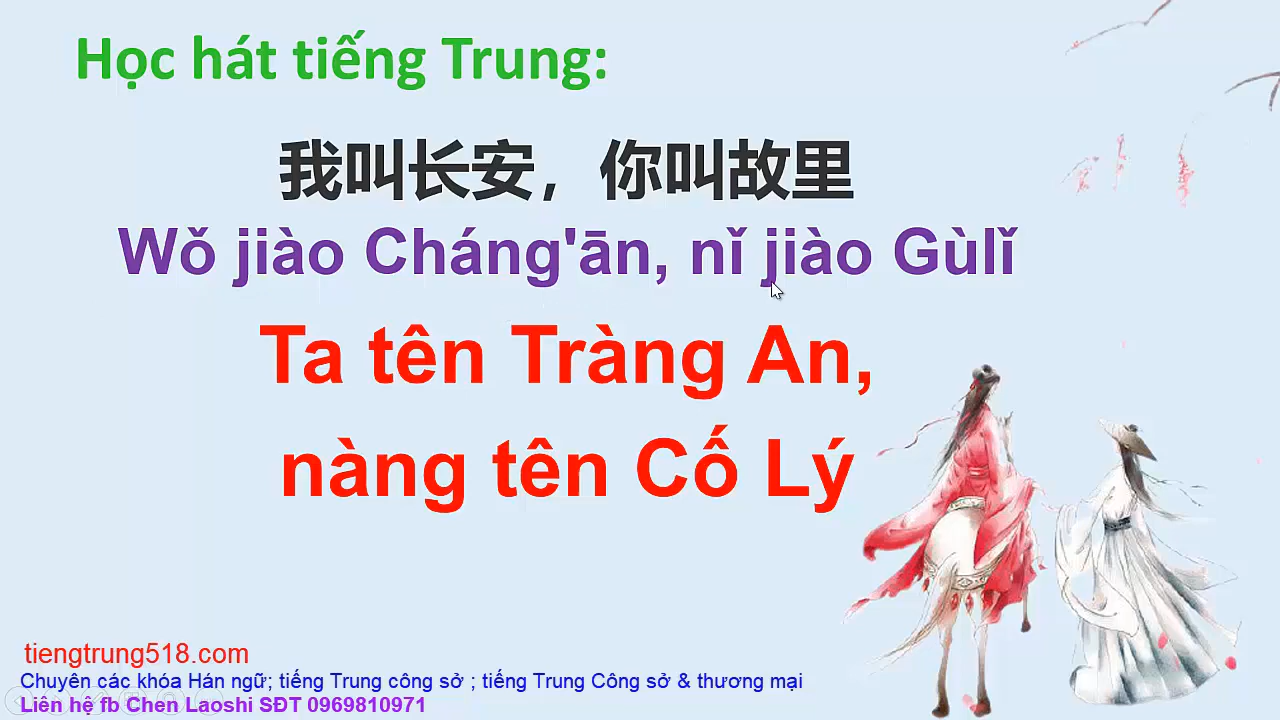 Học hát tiếng Trung:
我叫长安，你叫故里
Wǒ jiào Cháng'ān, nǐ jiào Gùlǐ
Ta tên Tràng An,
nàng tên Cố Lý
tiengtrung518.com
Chuyên các khóa Hán ngữ; tiếng Trung công sở ; tiếng Trung Công sở & thương mại
Liên hệ fb Chen Laoshi SĐT 0969810971